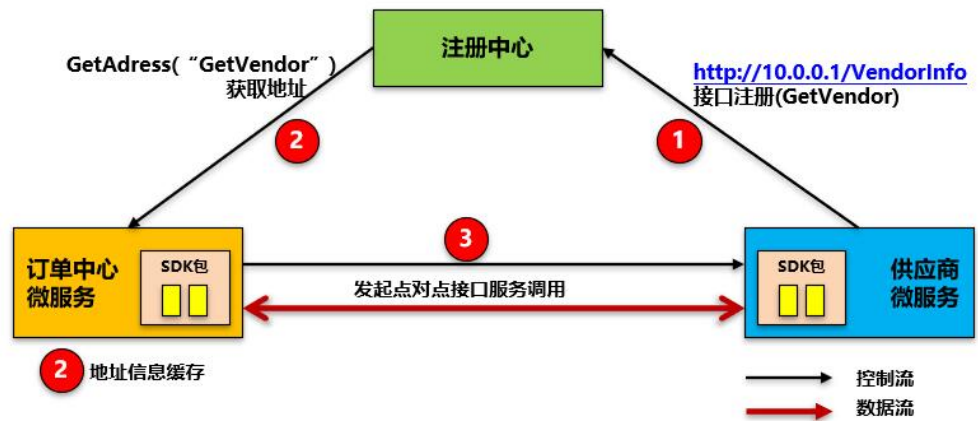 注册中心
GetAdress( “GetVendor” )
获取地址
http://10.0.0.1/VendorInfo
接口注册(GetVendor)
2
1
3
订单中心
微服务
SDK包
发起点对点接口服务调用
SDK包
供应商
微服务
2
地址信息缓存
控制流
数据流